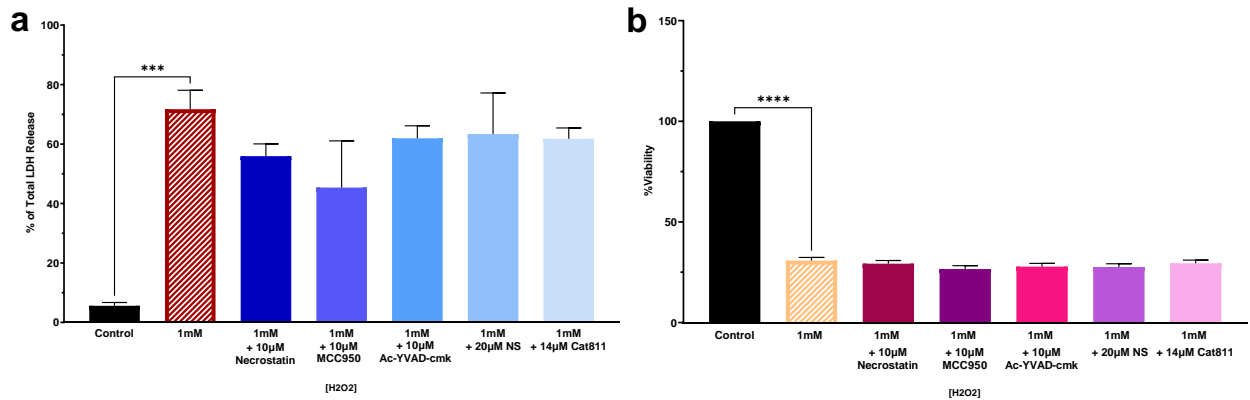 a
% of Total LDH Release
100
80
60
40
20
0
***
Control
1mM
1mM
+ 10µM
Necrostatin
1mM
+ 10µM
MCC950
1mM
+ 10µM
Ac-YVAD-cmk
1mM
+ 20µM NS
1mM
+ 14µM Cat811
[H2O2]
b
%Viability
150
100
50
0
****
Control
1mM
1mM
+ 10µM
Necrostatin
1mM
+ 10µM
MCC950
1mM
+ 10µM
Ac-YVAD-cmk
1mM
+ 20µM NS
1mM
+ 14µM Cat811
[H2O2]